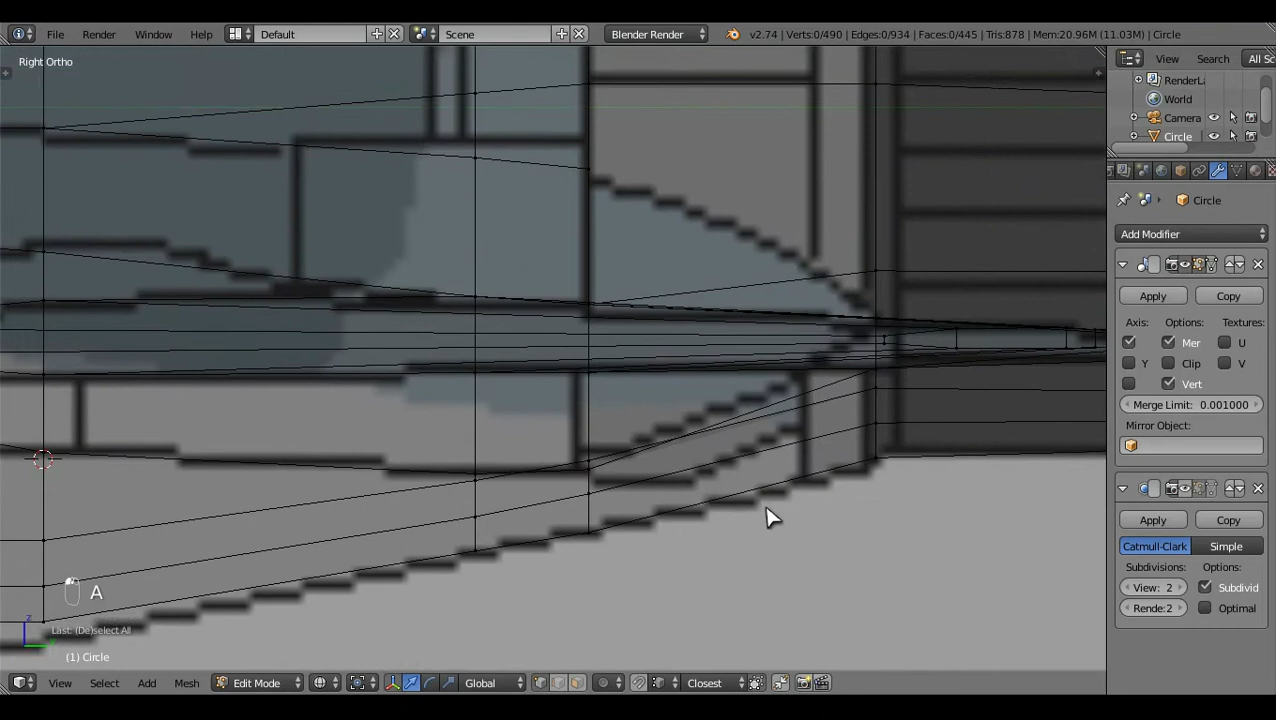 File Render Window Help Default Scene Blender Render v2.74 | Verts:0/490 | Edges:0/934 | Faces:0/445 | Tris:878 | Mem:20.96M (11.03M) | Circle
Right Ortho
View Search All Sc
RenderLa
World
Camera
Circle
Circle
Add Modifier
Apply Copy
Axis: Options: Textures:
Mer U
Y Clip V
Vert
Merge Limit: 0.001000
Mirror Object:
Apply Copy
Catmull-Clark Simple
Subdivisions: Options:
View: 2 Subdivid
Rende:2 Optimal
A
Last: (De)select All
z
(1) Circle
View Select Add Mesh Edit Mode Global Closest